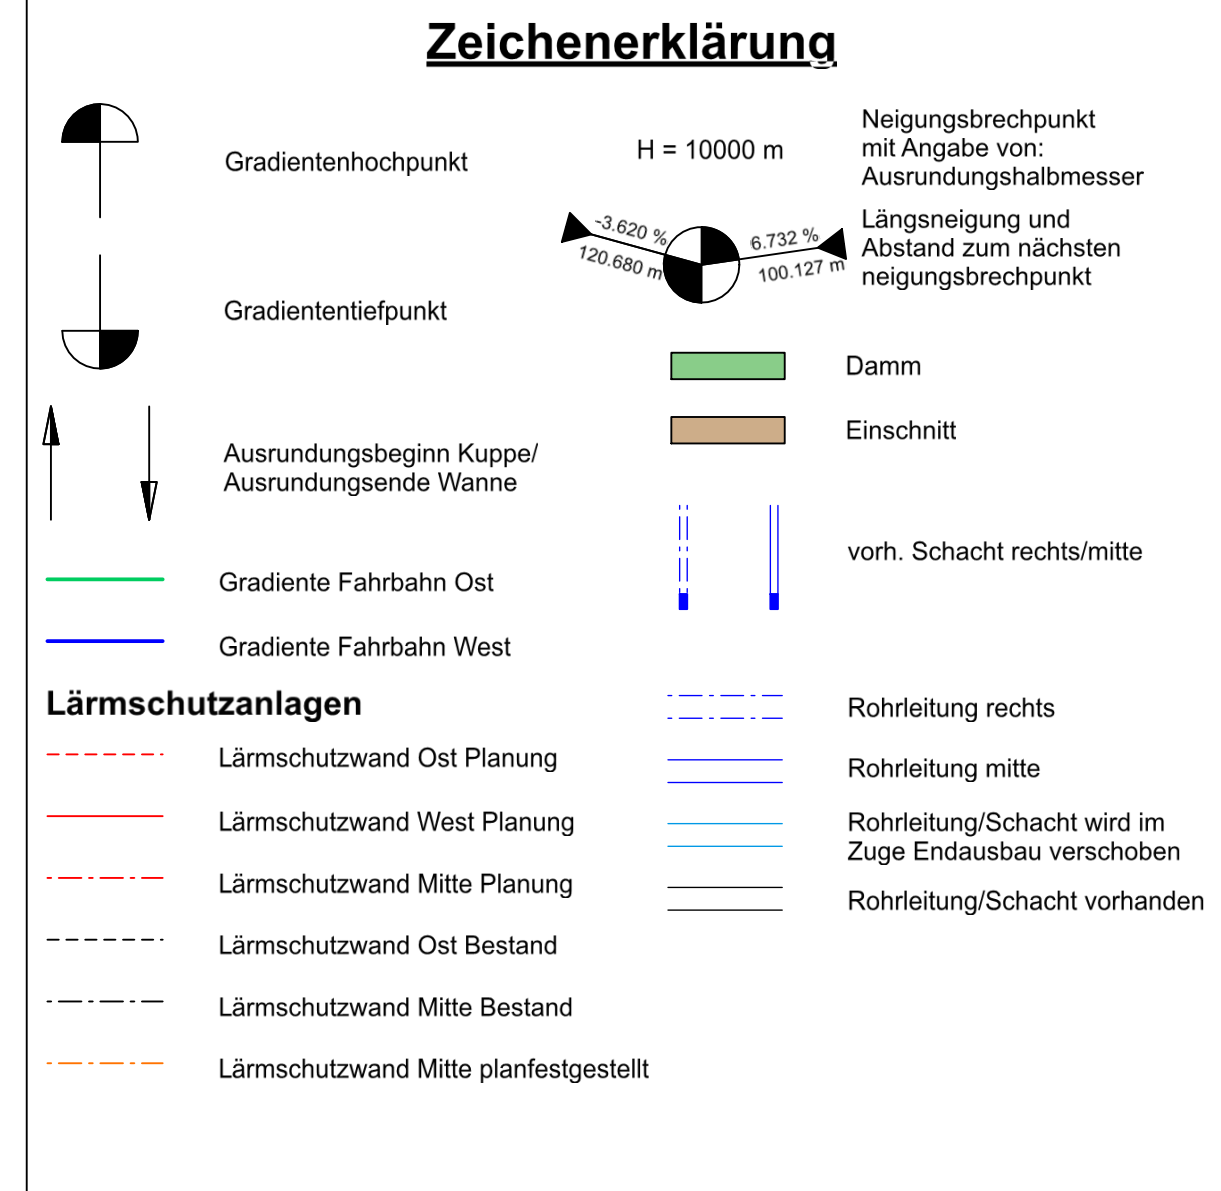 Zeichenerklärung
Gradientenhochpunkt
Gradiententiefpunkt
Ausrundungsbeginn Kuppe/
Ausrundungsende Wanne
Gradiente Fahrbahn Ost
Gradiente Fahrbahn West
Lärmschutzanlagen
Lärmschutzwand Ost Planung
Lärmschutzwand West Planung
Lärmschutzwand Mitte Planung
Lärmschutzwand Ost Bestand
Lärmschutzwand Mitte Bestand
Lärmschutzwand Mitte planfestgestellt
H = 10000 m
Neigungsbrechpunkt
mit Angabe von:
Ausrundungshalbmesser
-3.620 %
120.680 m
6.732 %
100.127 m
Längsneigung und
Abstand zum nächsten
neigungsbrechpunkt
Damm
Einschnitt
vorh. Schacht rechts/mitte
Rohrleitung rechts
Rohrleitung mitte
Rohrleitung/Schacht wird im
Zuge Endausbau verschoben
Rohrleitung/Schacht vorhanden